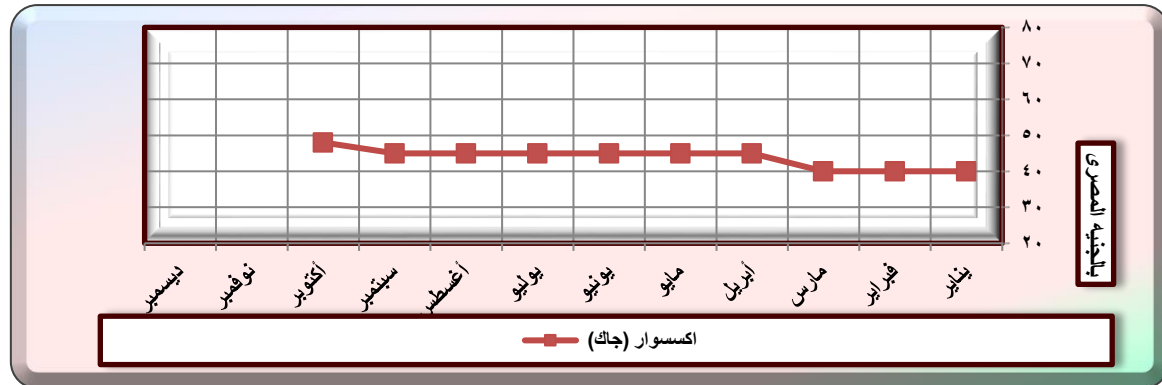 ٨٠
٧٠
٦٠
٥٠
٤٠
٣٠
٢٠
بالجنيه المصرى
يناير
فبراير
مارس
أبريل
مايو
يونيو
يوليو
أغسطس
سبتمبر
أكتوبر
نوفمبر
ديسمبر
اكسسوار (جاك)